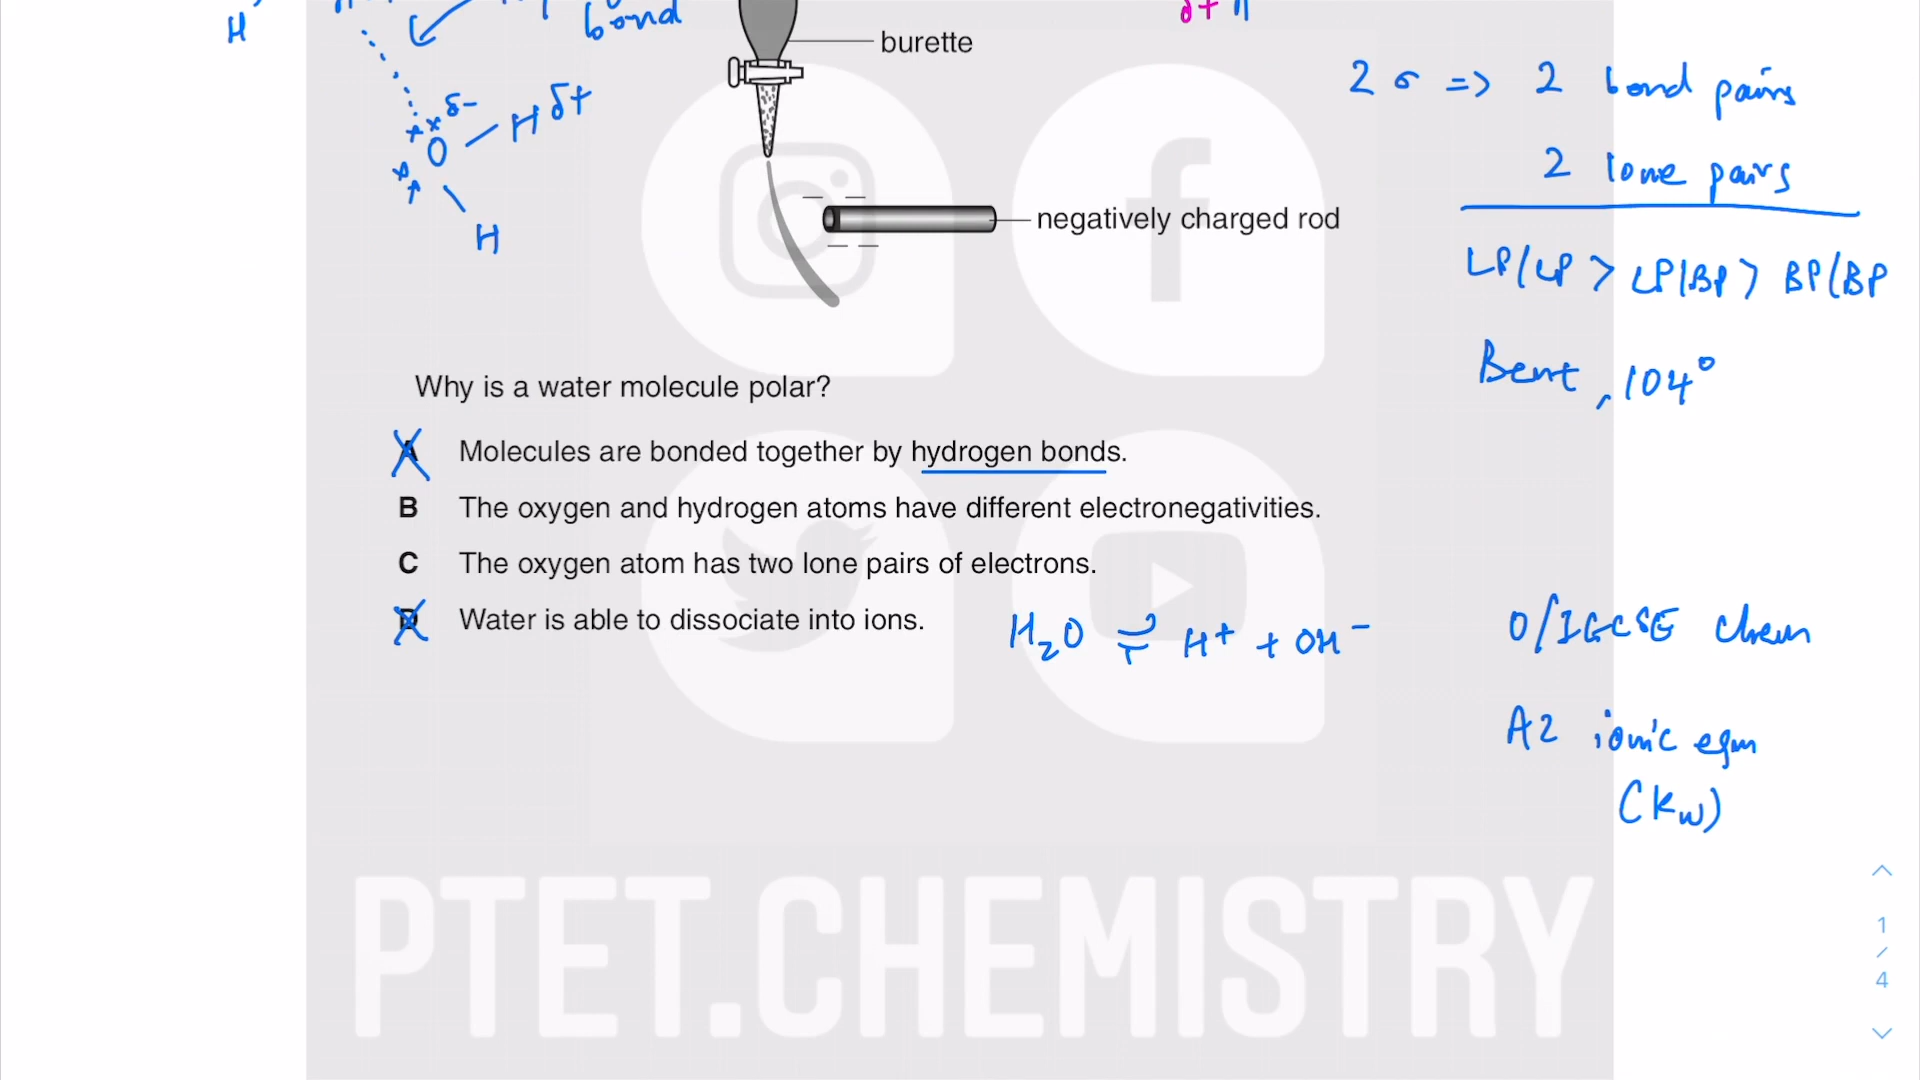 H
bond
δ+
burette
2 σ => 2 bond pairs
δ-
O
H δ+
H
2 lone pairs
negatively charged rod
LP/LP > LP/BP > BP/BP
Bent, 104°
Why is a water molecule polar?
A Molecules are bonded together by hydrogen bonds.
B The oxygen and hydrogen atoms have different electronegativities.
C The oxygen atom has two lone pairs of electrons.
D Water is able to dissociate into ions.
H₂O ⇌ H⁺ + OH⁻
O/IGCSE chem
A2 ionic eqm
(Kw)
PTET.CHEMISTRY
1
/
4